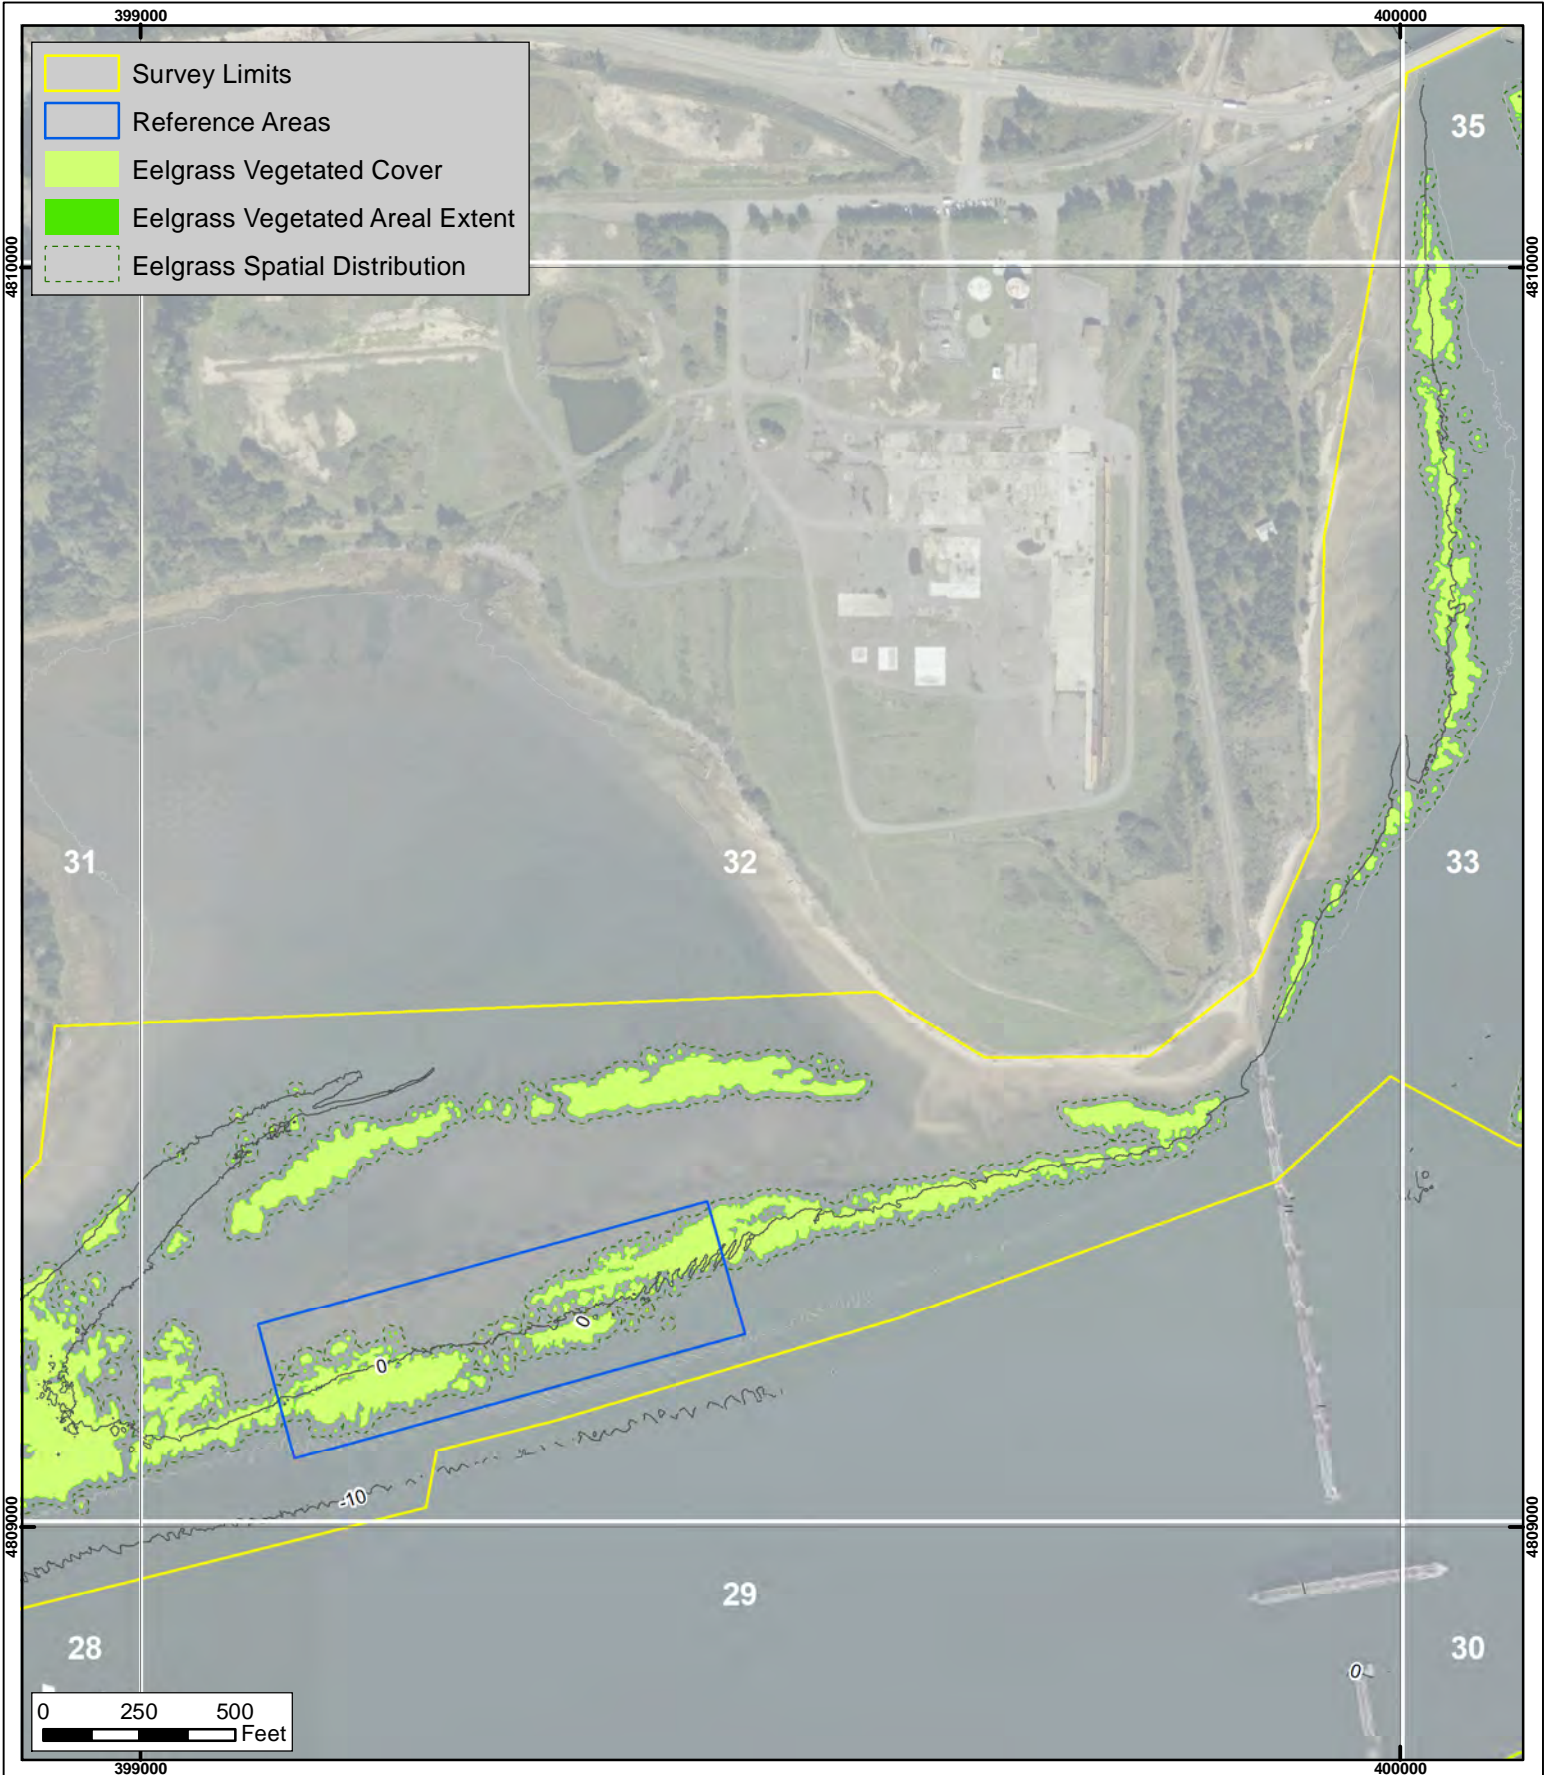 399000
400000
Survey Limits
Reference Areas
Eelgrass Vegetated Cover
Eelgrass Vegetated Areal Extent
Eelgrass Spatial Distribution
35
4810000
4810000
31
32
33
0
0
-10
4809000
4809000
29
28
30
0
0 250 500
Feet
399000
400000